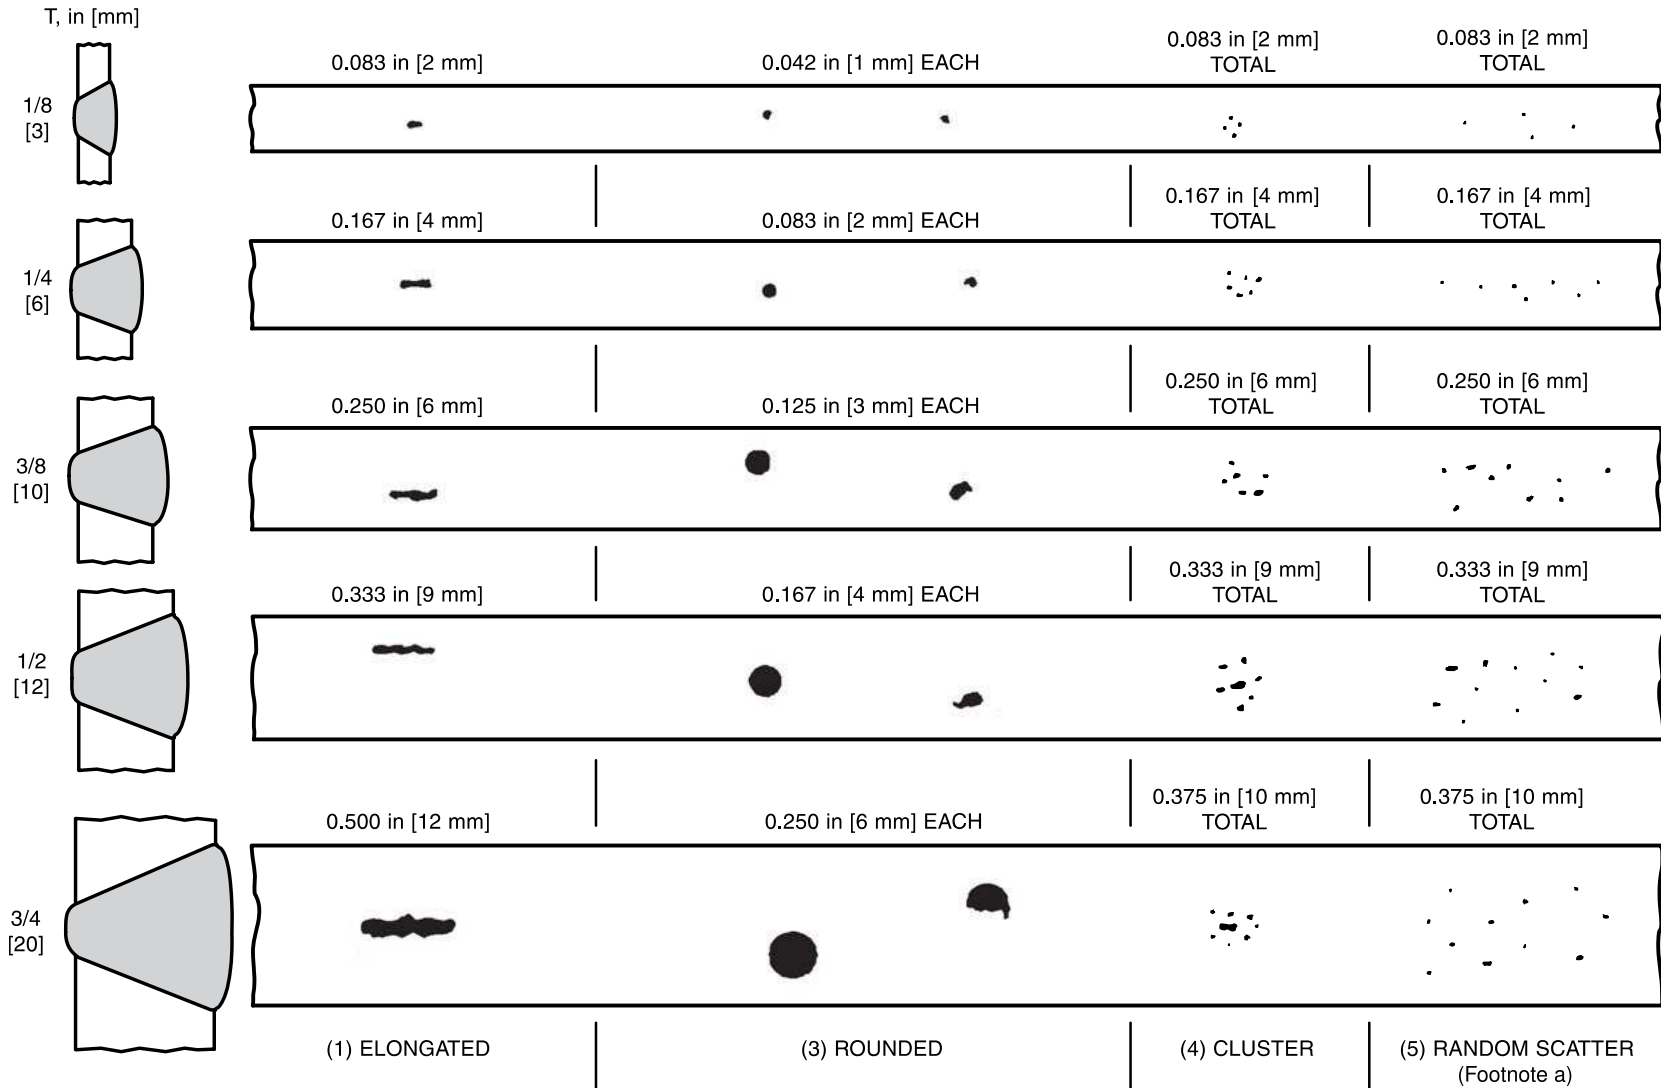 T, in [mm]
1/8
[3]
0.083 in [2 mm]
0.042 in [1 mm] EACH
0.083 in [2 mm]
TOTAL
0.083 in [2 mm]
TOTAL
1/4
[6]
0.167 in [4 mm]
0.083 in [2 mm] EACH
0.167 in [4 mm]
TOTAL
0.167 in [4 mm]
TOTAL
3/8
[10]
0.250 in [6 mm]
0.125 in [3 mm] EACH
0.250 in [6 mm]
TOTAL
0.250 in [6 mm]
TOTAL
1/2
[12]
0.333 in [9 mm]
0.167 in [4 mm] EACH
0.333 in [9 mm]
TOTAL
0.333 in [9 mm]
TOTAL
3/4
[20]
0.500 in [12 mm]
0.250 in [6 mm] EACH
0.375 in [10 mm]
TOTAL
0.375 in [10 mm]
TOTAL
(1) ELONGATED
(3) ROUNDED
(4) CLUSTER
(5) RANDOM SCATTER
(Footnote a)